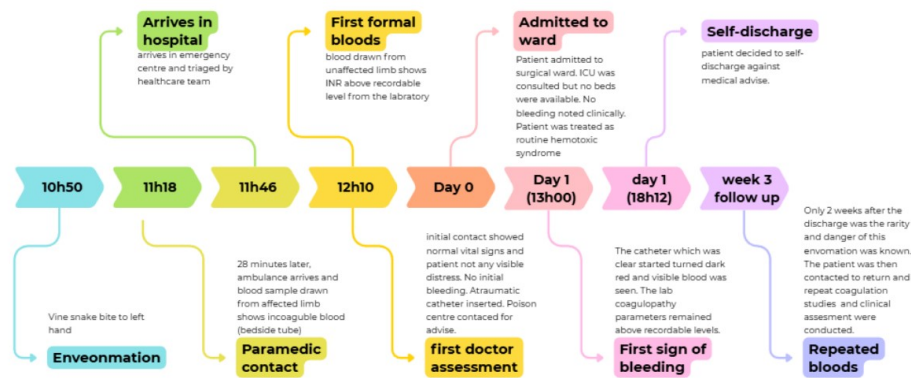 Arrives in
hospital
arrives in emergency
centre and triaged by
healthcare team
First formal
bloods
blood drawn from
unaffected limb shows
INR above recordable
level from the labratory
Admitted to
ward
Patient admitted to
surgical ward. ICU was
consulted but no beds
were available. No
bleeding noted clinically.
Patient was treated as
routine hemotoxic
syndrome
Self-discharge
patient decided to self-
discharge against
medical advise.
10h50
11h18
11h46
12h10
Day 0
Day 1
(13h00)
day 1
(18h12)
week 3
follow up
Vine snake bite to left
hand
Enveonmation
28 minutes later,
ambulance arrives and
blood sample drawn
from affected limb
shows incoaguble blood
(bedside tube)
Paramedic
contact
initial contact showed
normal vital signs and
patient not any visible
distress. No initial
bleeding. Atraumatic
catheter inserted. Poison
centre contaced for
advise.
first doctor
assessment
The catheter which was
clear started turned dark
red and visible blood was
seen. The lab
coagulopathy
parameters remained
above recordable levels.
First sign of
bleeding
Only 2 weeks after the
discharge was the rarity
and danger of this
envomation was known.
The patient was then
contacted to return and
repeat coagulation
studies and clinical
assesment were
conducted.
Repeated
bloods